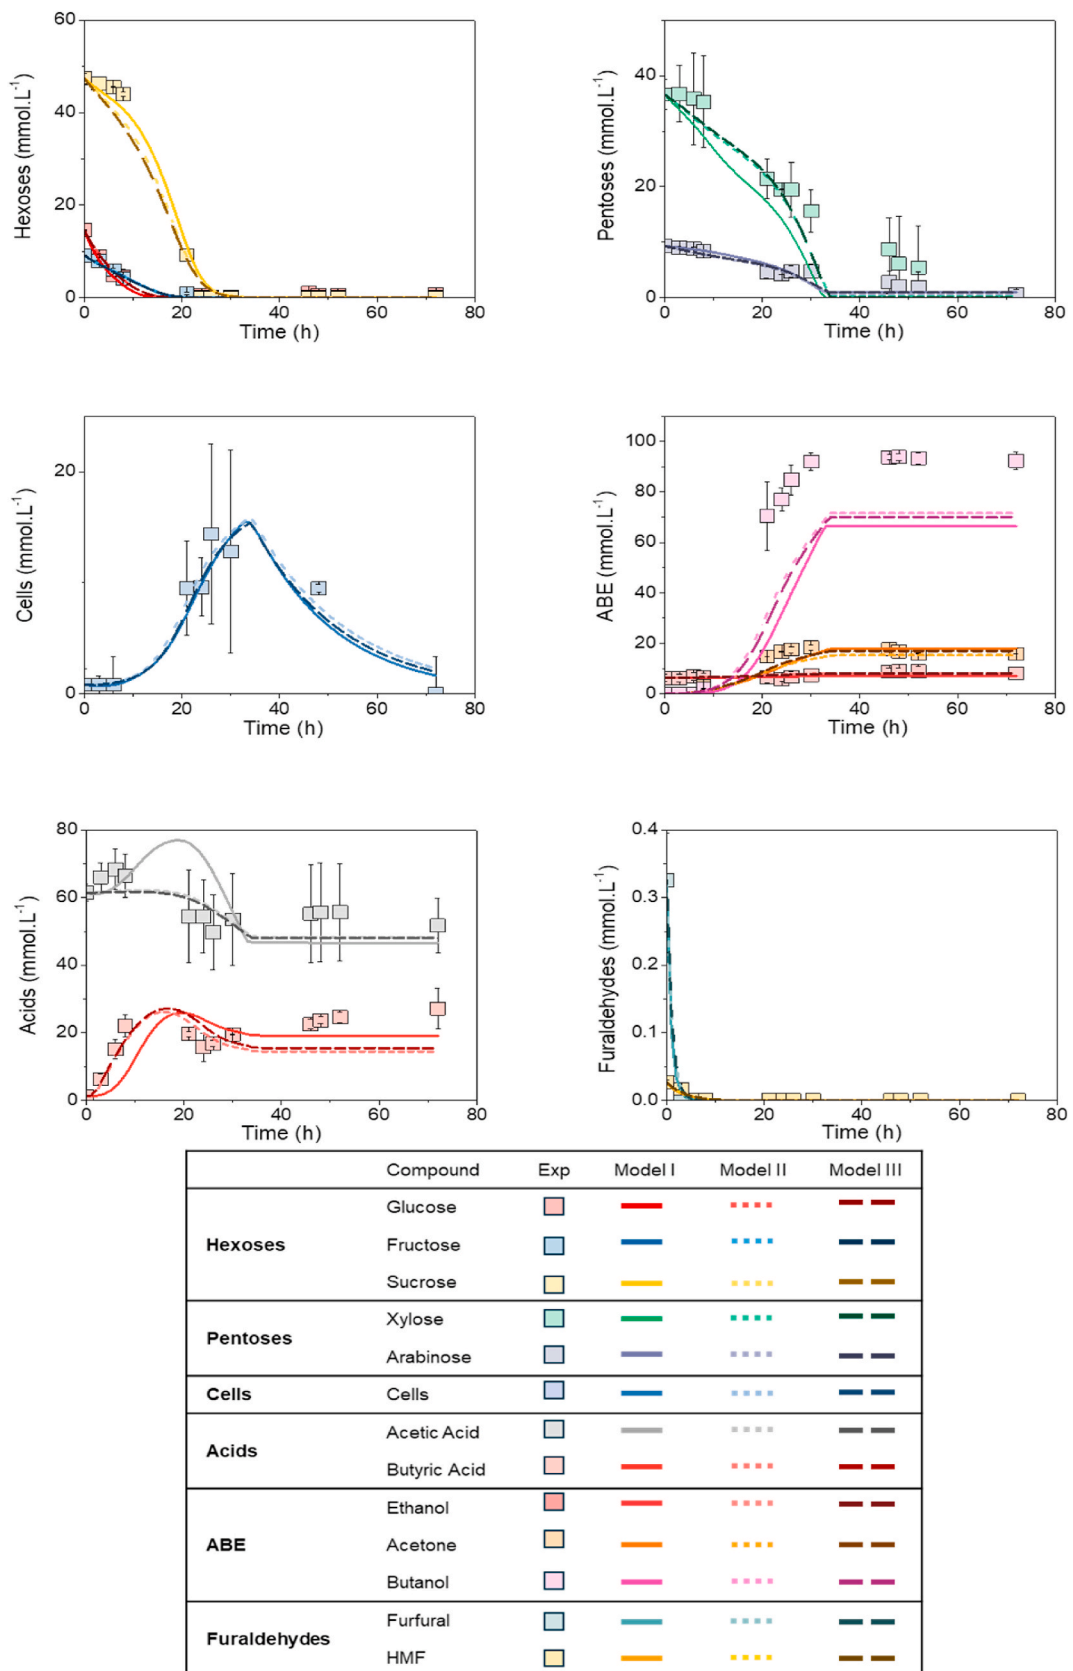 60
40
20
0
0 20 40 60 80
Hexoses (mmol.L-1)
Time (h)
40
20
0
0 20 40 60 80
Pentoses (mmol.L-1)
Time (h)
20
0
0 20 40 60 80
Cells (mmol.L-1)
Time (h)
100
80
60
40
20
0
0 20 40 60 80
ABE (mmol.L-1)
Time (h)
80
60
40
20
0
0 20 40 60 80
Acids (mmol.L-1)
Time (h)
0.4
0.3
0.2
0.1
0.0
0 20 40 60 80
Furaldehydes (mmol.L-1)
Time (h)
Compound Exp Model I Model II Model III
Hexoses
Glucose
Fructose
Sucrose
Pentoses
Xylose
Arabinose
Cells Cells
Acids
Acetic Acid
Butyric Acid
ABE
Ethanol
Acetone
Butanol
Furaldehydes
Furfural
HMF